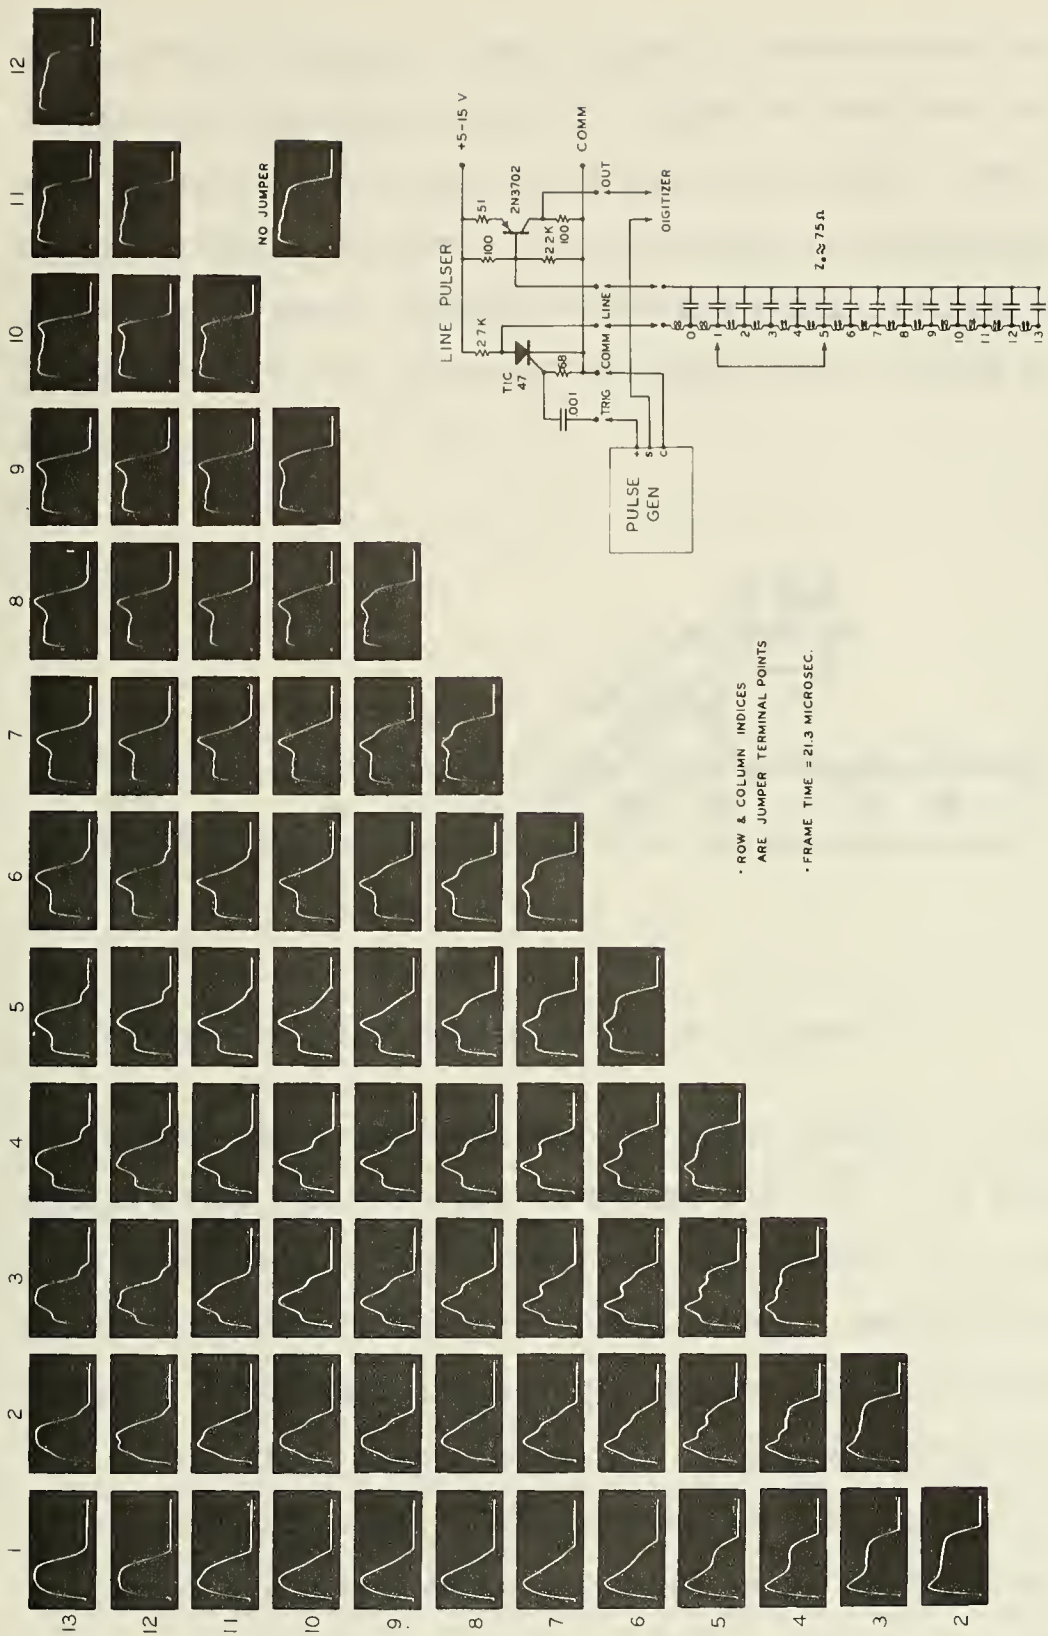 1 2 3 4 5 6 7 8 9 10 11 12
13
12
11
10
9.
8
7
6
5
4
3
2
NO JUMPER
LINE PULSER
+5-15 V
27K
100
51
2N3702
TIC
47
68
.001
22K
100
COMM
TRIG
COMM
LINE
OUT
DIGITIZER
PULSE
GEN
+
S
C
Z₀ ≈ 75Ω
0
1
2
3
4
5
6
7
8
9
10
11
12
13
• ROW & COLUMN INDICES
ARE JUMPER TERMINAL POINTS
• FRAME TIME = 21.3 MICROSEC.